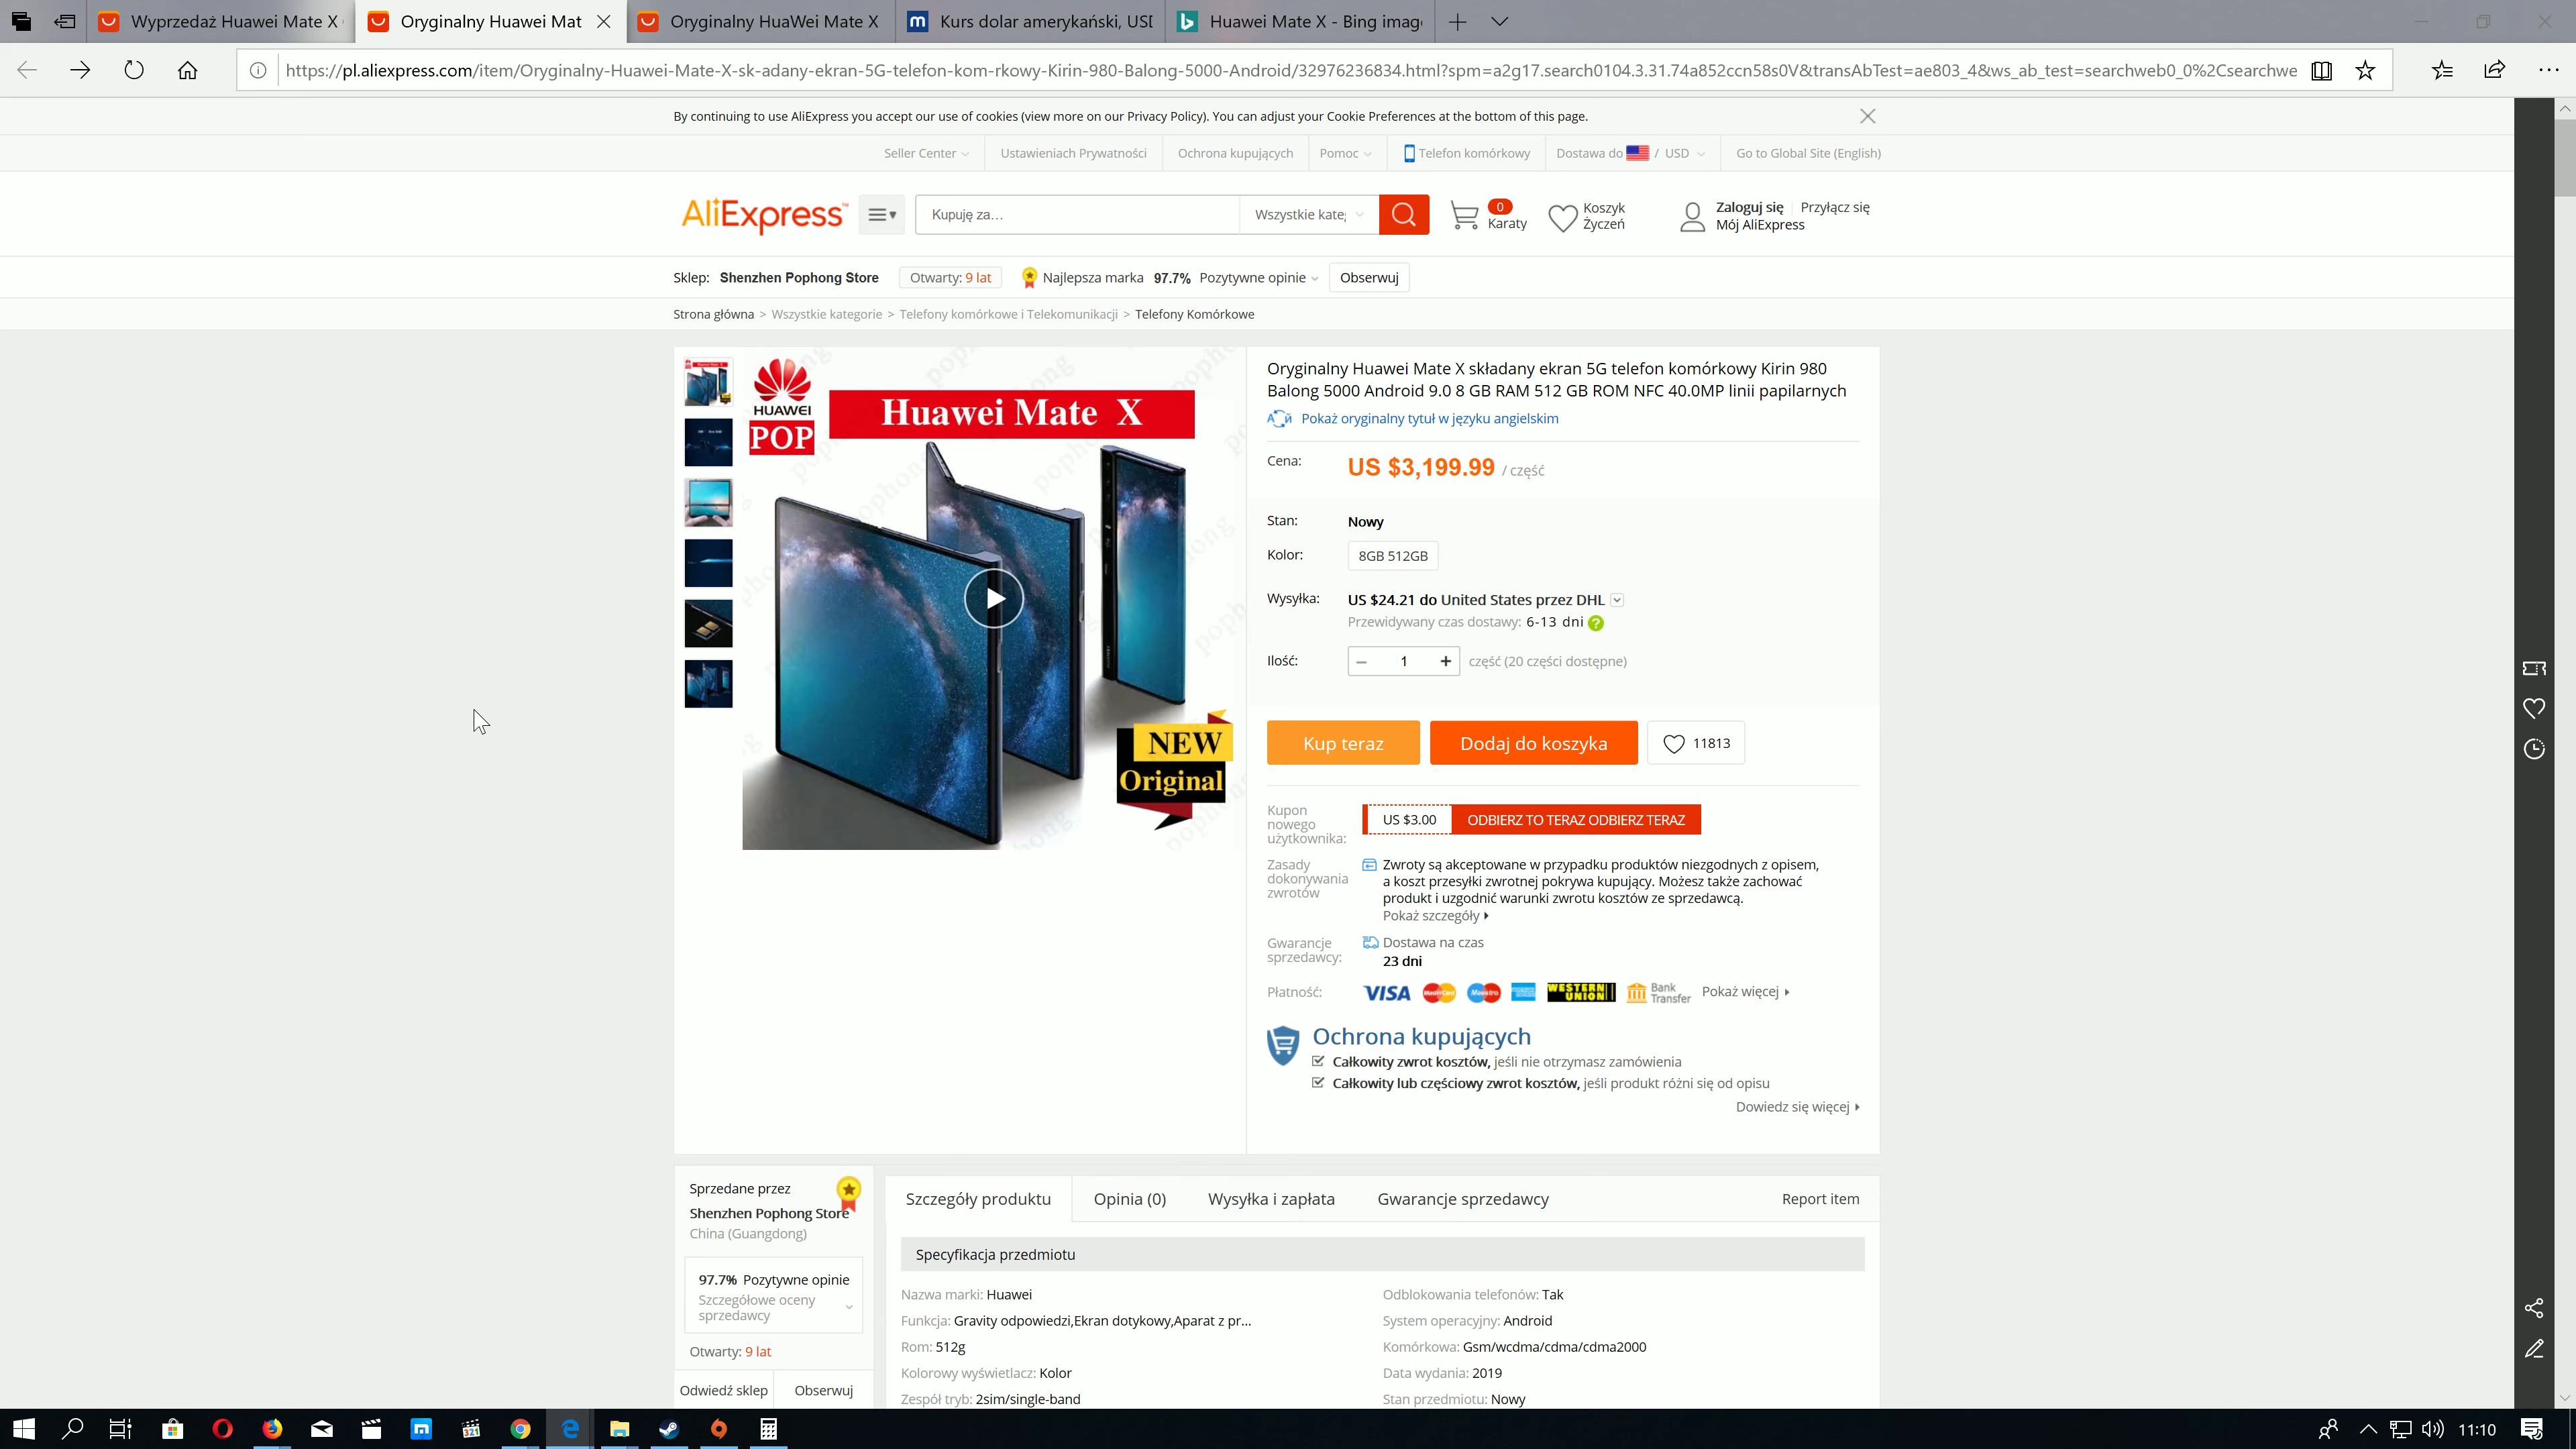 Wyprzedaż Huawei Mate X
Oryginalny Huawei Mat
Oryginalny HuaWei Mate X
Kurs dolar amerykański, USI
Huawei Mate X - Bing imag
https://pl.aliexpress.com/item/Oryginalny-Huawei-Mate-X-sk-adany-ekran-5G-telefon-kom-rkowy-Kirin-980-Balong-5000-Android/32976236834.html?spm=a2g17.search0104.3.31.74a852ccn58s0V&transAbTest=ae803_4&ws_ab_test=searchweb0_0%2Csearchwe
By continuing to use AliExpress you accept our use of cookies (view more on our Privacy Policy). You can adjust your Cookie Preferences at the bottom of this page.
Seller Center
Ustawieniach Prywatności
Ochrona kupujących
Pomoc
Telefon komórkowy
Dostawa do / USD
Go to Global Site (English)
AliExpress™
Kupuję za...
Wszystkie kate
0
Karaty
Koszyk
Życzeń
Zaloguj się | Przyłącz się
Mój AliExpress
Sklep: Shenzhen Pophong Store Otwarty: 9 lat Najlepsza marka 97.7% Pozytywne opinie Obserwuj
Strona główna > Wszystkie kategorie > Telefony komórkowe i Telekomunikacji > Telefony Komórkowe
HUAWEI
POP
Huawei Mate X
NEW
Original
Oryginalny Huawei Mate X składany ekran 5G telefon komórkowy Kirin 980
Balong 5000 Android 9.0 8 GB RAM 512 GB ROM NFC 40.0MP linii papilarnych
Pokaż oryginalny tytuł w języku angielskim
Cena: US $3,199.99 / część
Stan: Nowy
Kolor: 8GB 512GB
Wysyłka: US $24.21 do United States przez DHL
Przewidywany czas dostawy: 6-13 dni ?
Ilość: – 1 + część (20 części dostępne)
Kup teraz
Dodaj do koszyka
11813
Kupon
nowego
użytkownika:
US $3.00 ODBIERZ TO TERAZ ODBIERZ TERAZ
Zasady
dokonywania
zwrotów
Zwroty są akceptowane w przypadku produktów niezgodnych z opisem,
a koszt przesyłki zwrotnej pokrywa kupujący. Możesz także zachować
produkt i uzgodnić warunki zwrotu kosztów ze sprzedawcą.
Pokaż szczegóły
Gwarancje
sprzedawcy:
Dostawa na czas
23 dni
Płatność: VISA MasterCard Maestro WESTERN UNION Bank Transfer Pokaż więcej
Ochrona kupujących
Całkowity zwrot kosztów, jeśli nie otrzymasz zamówienia
Całkowity lub częściowy zwrot kosztów, jeśli produkt różni się od opisu
Dowiedz się więcej
Sprzedane przez
Shenzhen Pophong Store
China (Guangdong)
97.7% Pozytywne opinie
Szczegółowe oceny
sprzedawcy
Otwarty: 9 lat
Odwiedź sklep
Obserwuj
Szczegóły produktu
Opinia (0)
Wysyłka i zapłata
Gwarancje sprzedawcy
Report item
Specyfikacja przedmiotu
Nazwa marki: Huawei
Odblokowania telefonów: Tak
Funkcja: Gravity odpowiedzi,Ekran dotykowy,Aparat z pr...
System operacyjny: Android
Rom: 512g
Komórkowa: Gsm/wcdma/cdma/cdma2000
Kolorowy wyświetlacz: Kolor
Data wydania: 2019
Zespół tryb: 2sim/single-band
Stan przedmiotu: Nowy
321
11:10